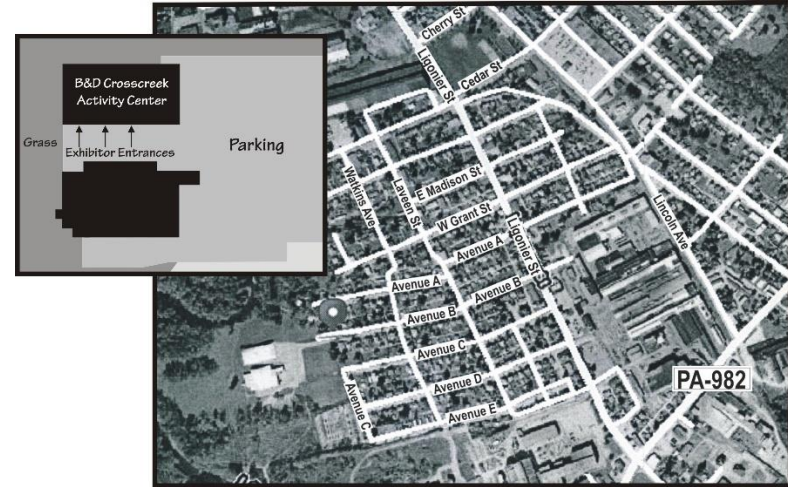 B&D Crosscreek
Activity Center
Grass
Exhibitor Entrances
Parking
Cherry St
Ligonier St
Cedar St
Watkins Ave
Laveen St
E Madison St
W Grant St
Ligonier St
Lincoln Ave
Avenue A
Avenue A
Avenue B
Avenue B
Avenue C
Avenue D
Avenue C
Avenue E
PA-982